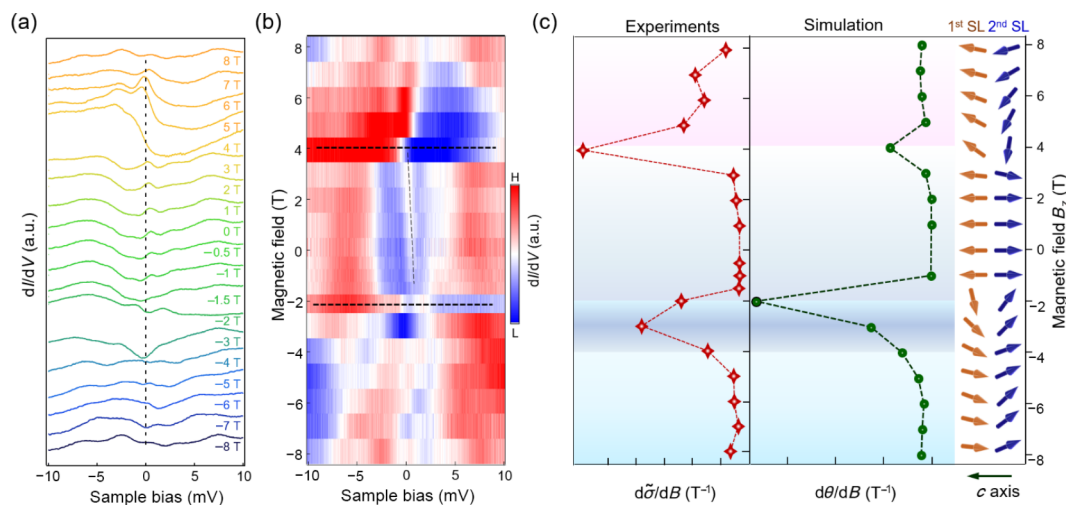 (a)
8 T
7 T
6 T
5 T
4 T
3 T
2 T
1 T
0 T
−0.5 T
−1 T
−1.5 T
−2 T
−3 T
−4 T
−5 T
−6 T
−7 T
−8 T
dI/dV (a.u.)
−10
−5
0
5
10
Sample bias (mV)
(b)
8
6
4
2
0
−2
−4
−6
−8
Magnetic field (T)
−10
−5
0
5
10
Sample bias (mV)
H
L
dI/dV (a.u.)
(c)
Experiments
Simulation
1st SL 2nd SL
8
6
4
2
0
−2
−4
−6
−8
Magnetic field Bz (T)
dσ̃/dB (T⁻¹)
dθ/dB (T⁻¹)
c axis